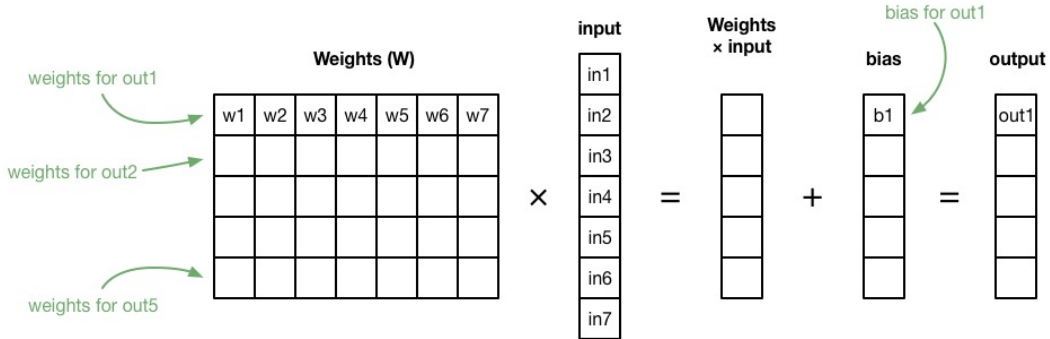 bias for out1
input
Weights
× input
Weights (W)
bias
output
weights for out1
in1
w1 w2 w3 w4 w5 w6 w7
in2
b1
out1
in3
weights for out2
× in4 = + =
in5
in6
weights for out5
in7